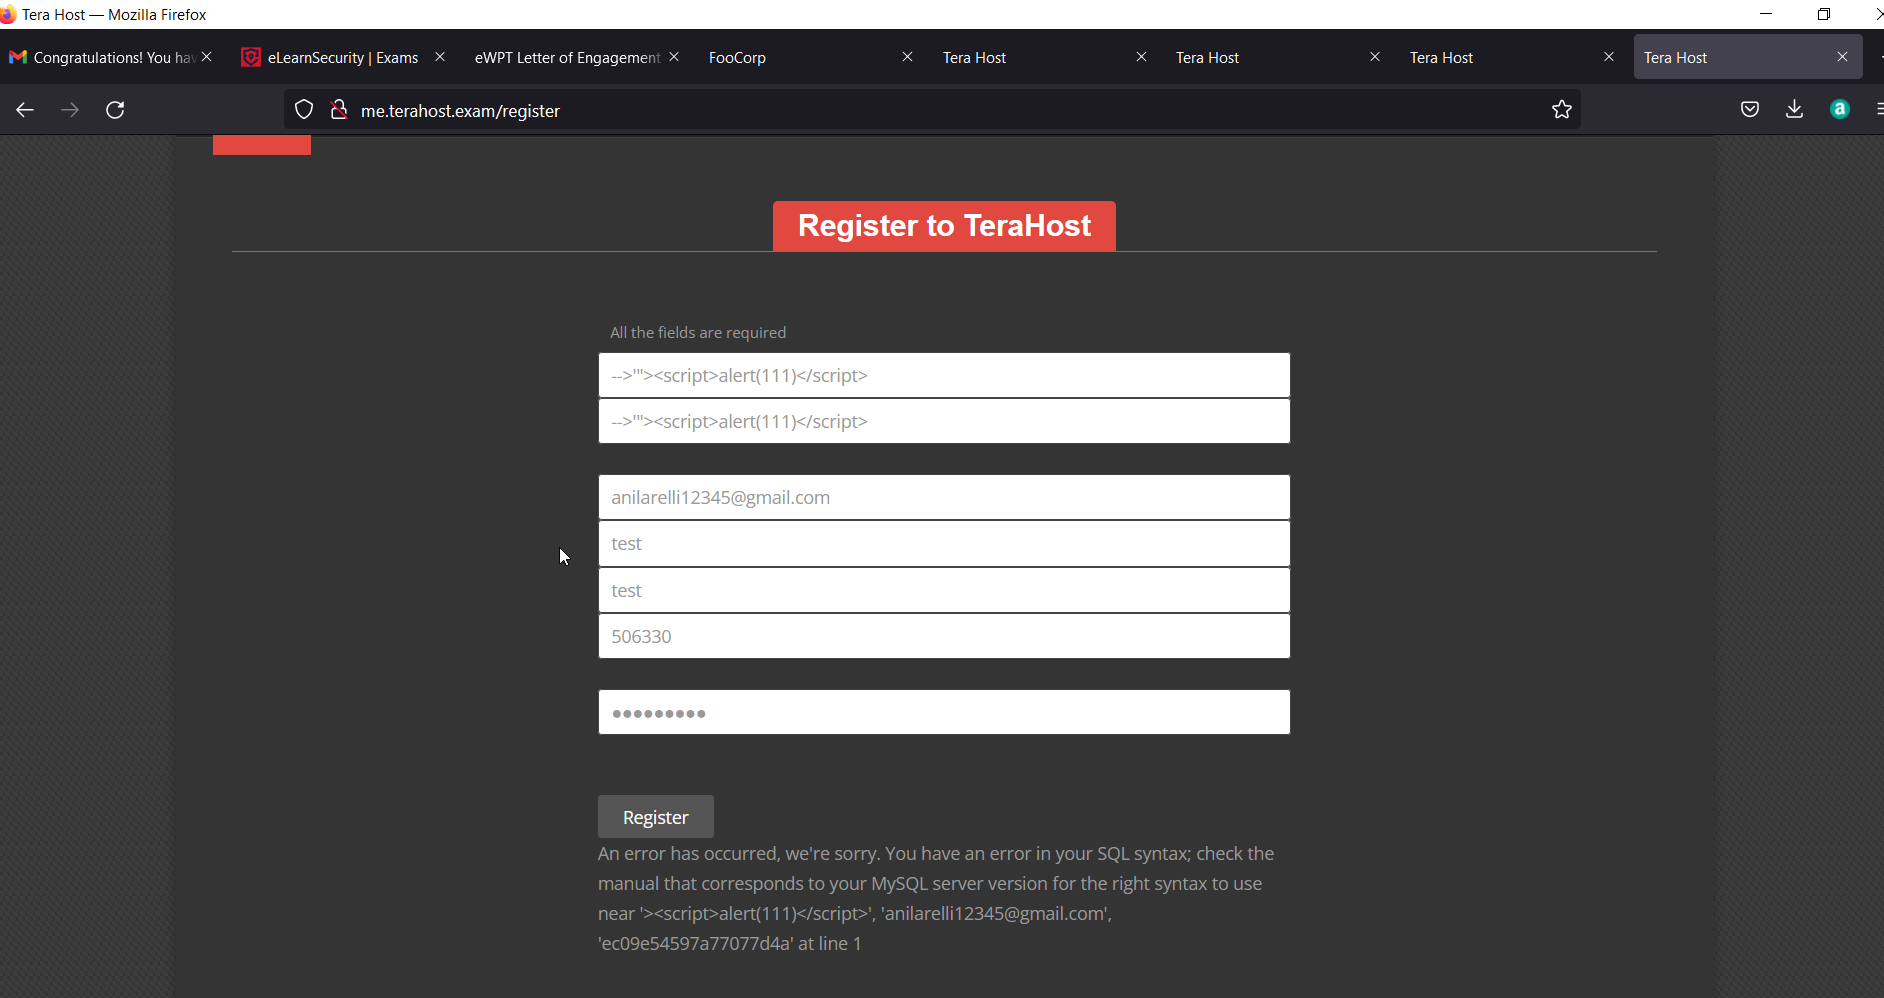 Tera Host — Mozilla Firefox
Congratulations! You hav
eLearnSecurity | Exams
eWPT Letter of Engagement
FooCorp
Tera Host
Tera Host
Tera Host
Tera Host
me.terahost.exam/register
a
Register to TeraHost
All the fields are required
-->'"><script>alert(111)</script>
-->'"><script>alert(111)</script>
anilarelli12345@gmail.com
test
test
506330
Register
An error has occurred, we're sorry. You have an error in your SQL syntax; check the
manual that corresponds to your MySQL server version for the right syntax to use
near '><script>alert(111)</script>', 'anilarelli12345@gmail.com',
'ec09e54597a77077d4a' at line 1